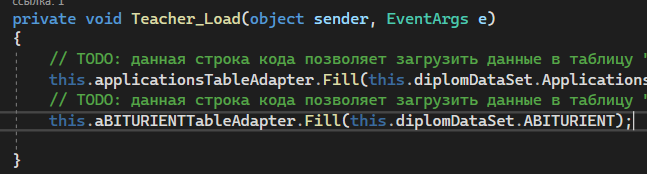 ссылка: 1
private void Teacher_Load(object sender, EventArgs e)
{
// TODO: данная строка кода позволяет загрузить данные в таблицу "
this.applicationsTableAdapter.Fill(this.diplomDataSet.Applications
// TODO: данная строка кода позволяет загрузить данные в таблицу "
this.aBITURIENTTableAdapter.Fill(this.diplomDataSet.ABITURIENT);
}